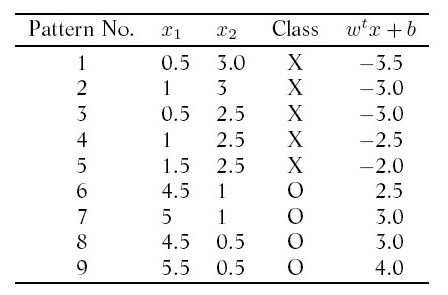 Pattern No. x₁ x₂ Class wᵗx + b
1 0.5 3.0 X −3.5
2 1 3 X −3.0
3 0.5 2.5 X −3.0
4 1 2.5 X −2.5
5 1.5 2.5 X −2.0
6 4.5 1 O 2.5
7 5 1 O 3.0
8 4.5 0.5 O 3.0
9 5.5 0.5 O 4.0